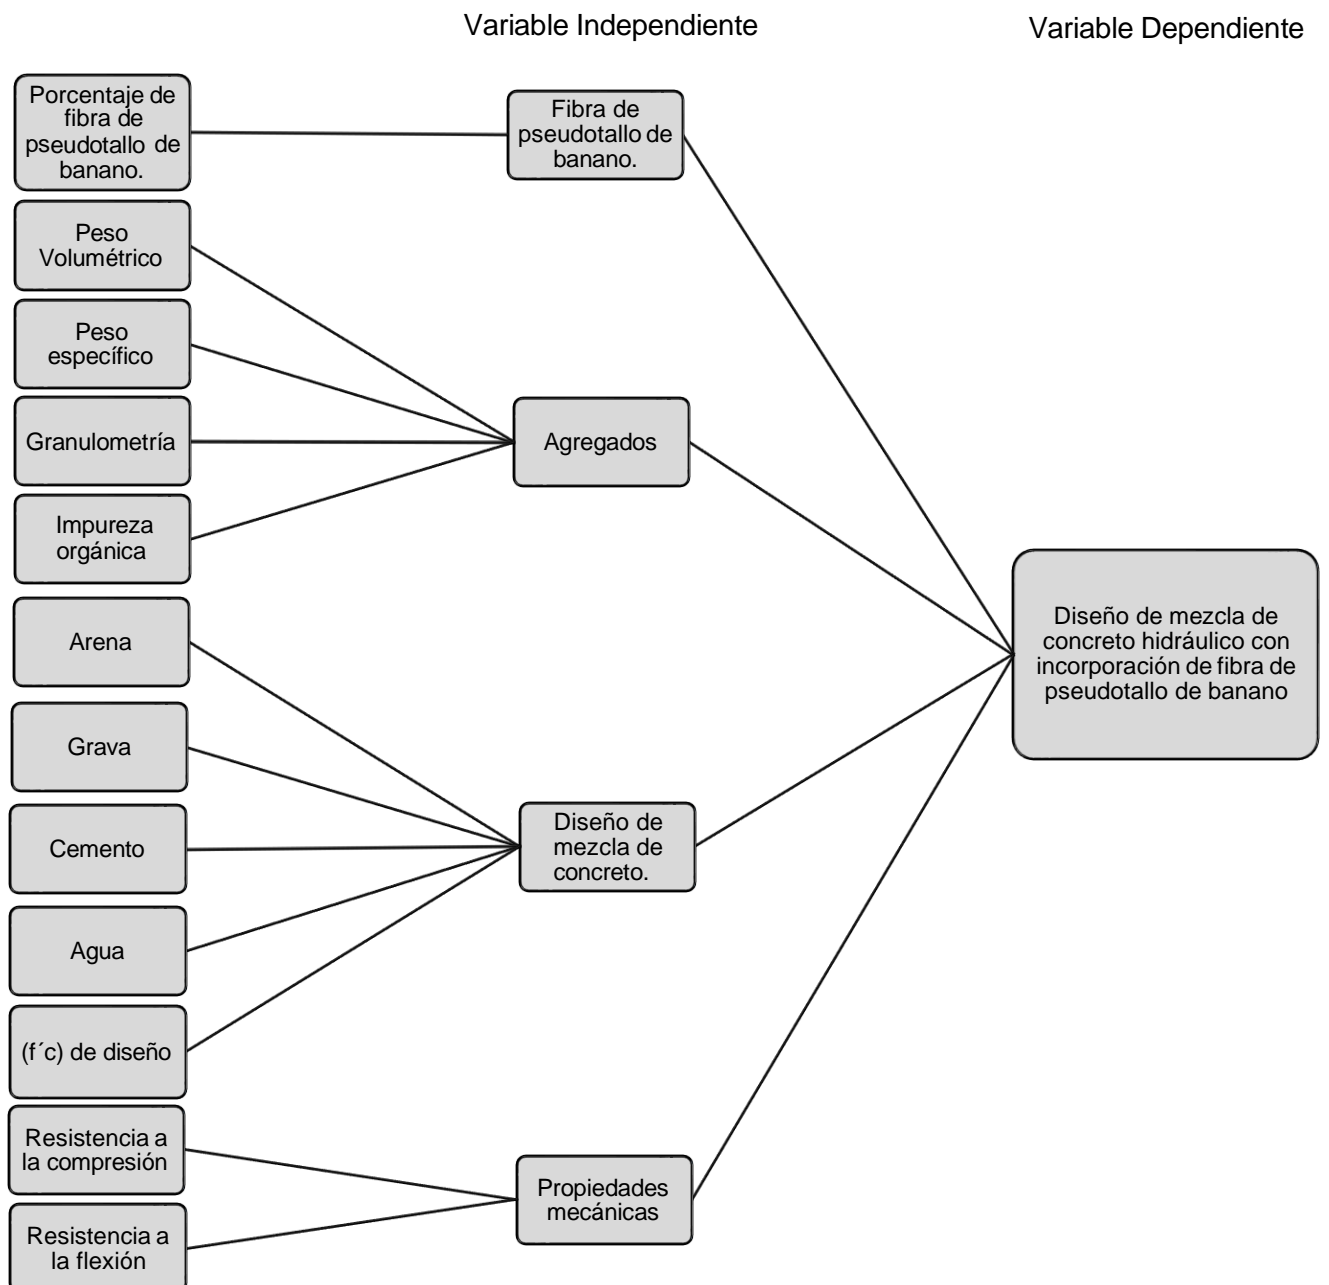 Variable Independiente
Variable Dependiente
Porcentaje de
fibra de
pseudotallo de
banano.
Fibra de
pseudotallo de
banano.
Peso
Volumétrico
Peso
específico
Granulometría
Agregados
Impureza
orgánica
Arena
Diseño de mezcla de
concreto hidráulico con
incorporación de fibra de
pseudotallo de banano
Grava
Cemento
Diseño de
mezcla de
concreto.
Agua
(f´c) de diseño
Resistencia a
la compresión
Propiedades
mecánicas
Resistencia a
la flexión